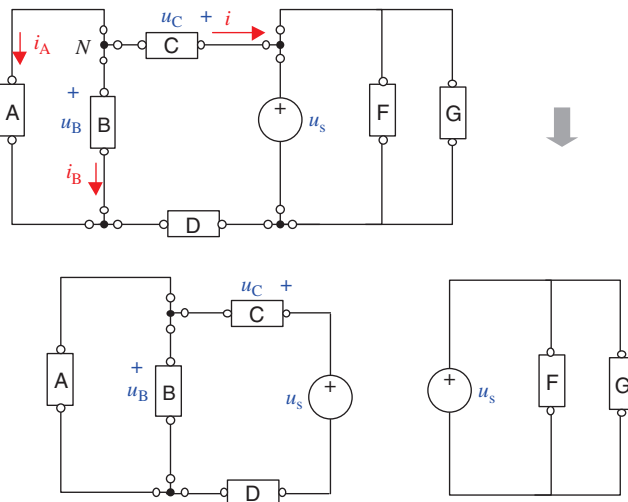 u_C + i
i_A N C
A + u_B B + u_s F G
i_B
D
u_C +
C
A + u_B B u_s + D
+ u_s F G